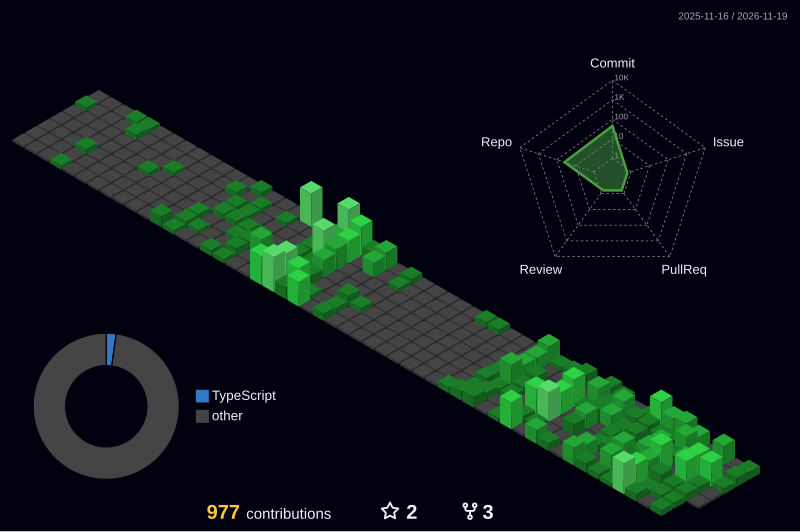 2025-11-16 / 2026-11-19
Commit
10K
1K
100
10
1
Issue
Repo
Review
PullReq
TypeScript
other
977 contributions
2
3